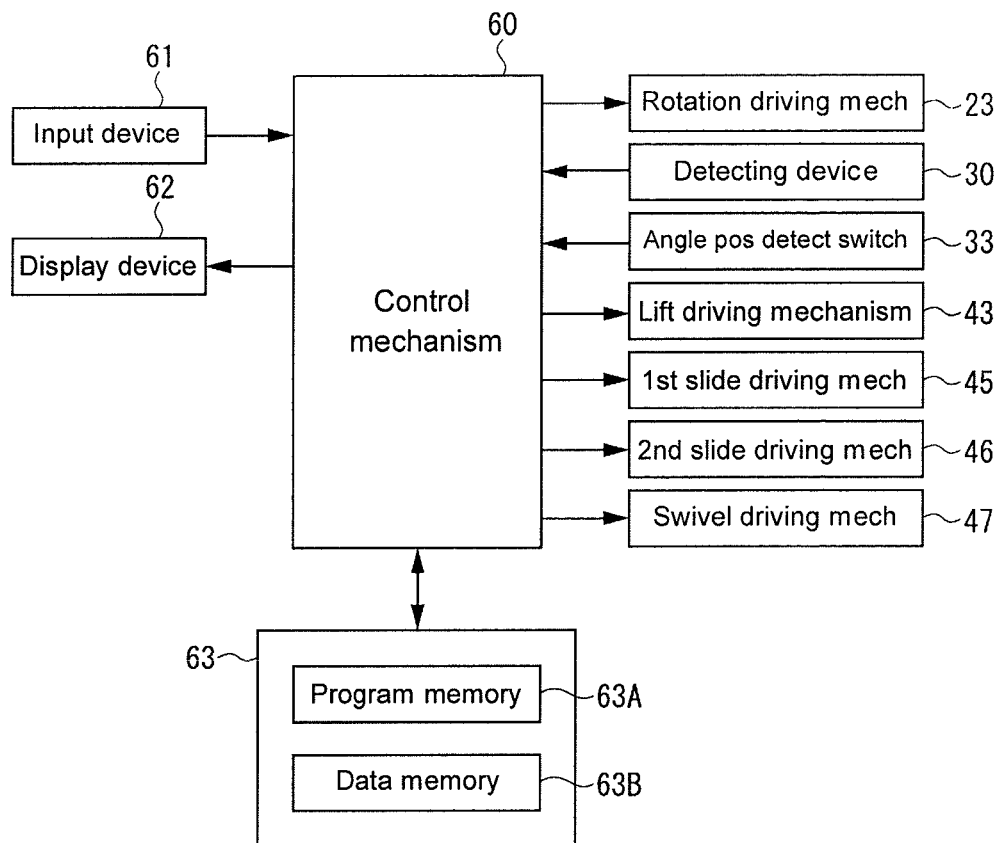 60
61
Input device
62
Display device
Control
mechanism
Rotation driving mech 23
Detecting device 30
Angle pos detect switch 33
Lift driving mechanism 43
1st slide driving mech 45
2nd slide driving mech 46
Swivel driving mech 47
63
Program memory 63A
Data memory 63B